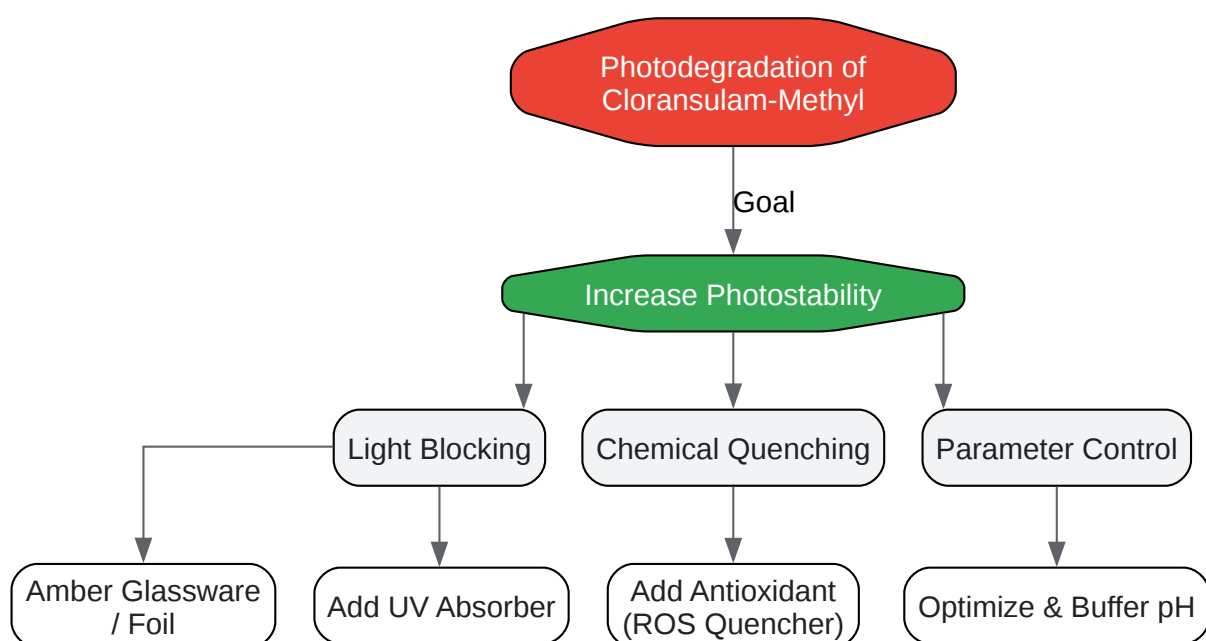 Photodegradation of
Cloransulam-Methyl
Goal
Increase Photostability
Light Blocking
Chemical Quenching
Parameter Control
Amber Glassware
/ Foil
Add UV Absorber
Add Antioxidant
(ROS Quencher)
Optimize & Buffer pH